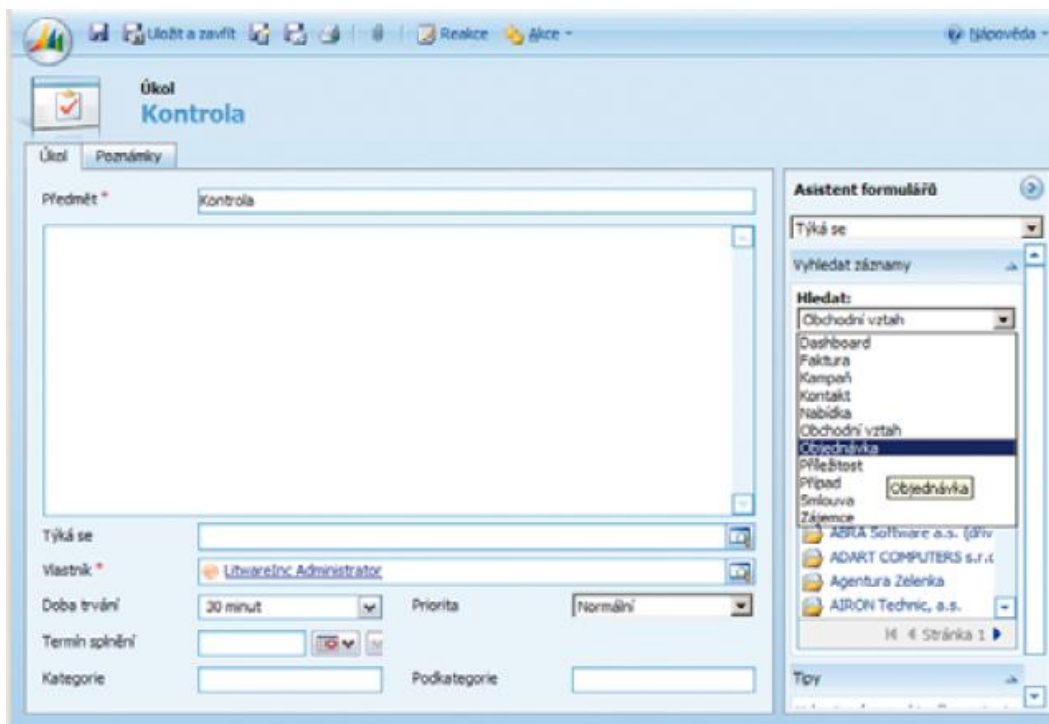 Uložit a zavřít Reakce Akce Nápověda
Úkol
Kontrola
Úkol Poznámky
Předmět * Kontrola
Týká se
Vlastník * LitwareInc Administrator
Doba trvání 30 minut Priorita Normální
Termín splnění
Kategorie Podkategorie
Asistent formulářů
Týká se
Vyhledat záznamy
Hledat:
Obchodní vztah
Dashboard
Faktura
Kampaň
Kontakt
Nabídka
Obchodní vztah
Objednávka
Příležitost
Případ
Objednávka
Smlouva
Zájemce
ABRA Software a.s. (dřív
ADART COMPUTERS s.r.o
Agentura Zelenka
AIRON Technic, a.s.
Stránka 1
Tipy